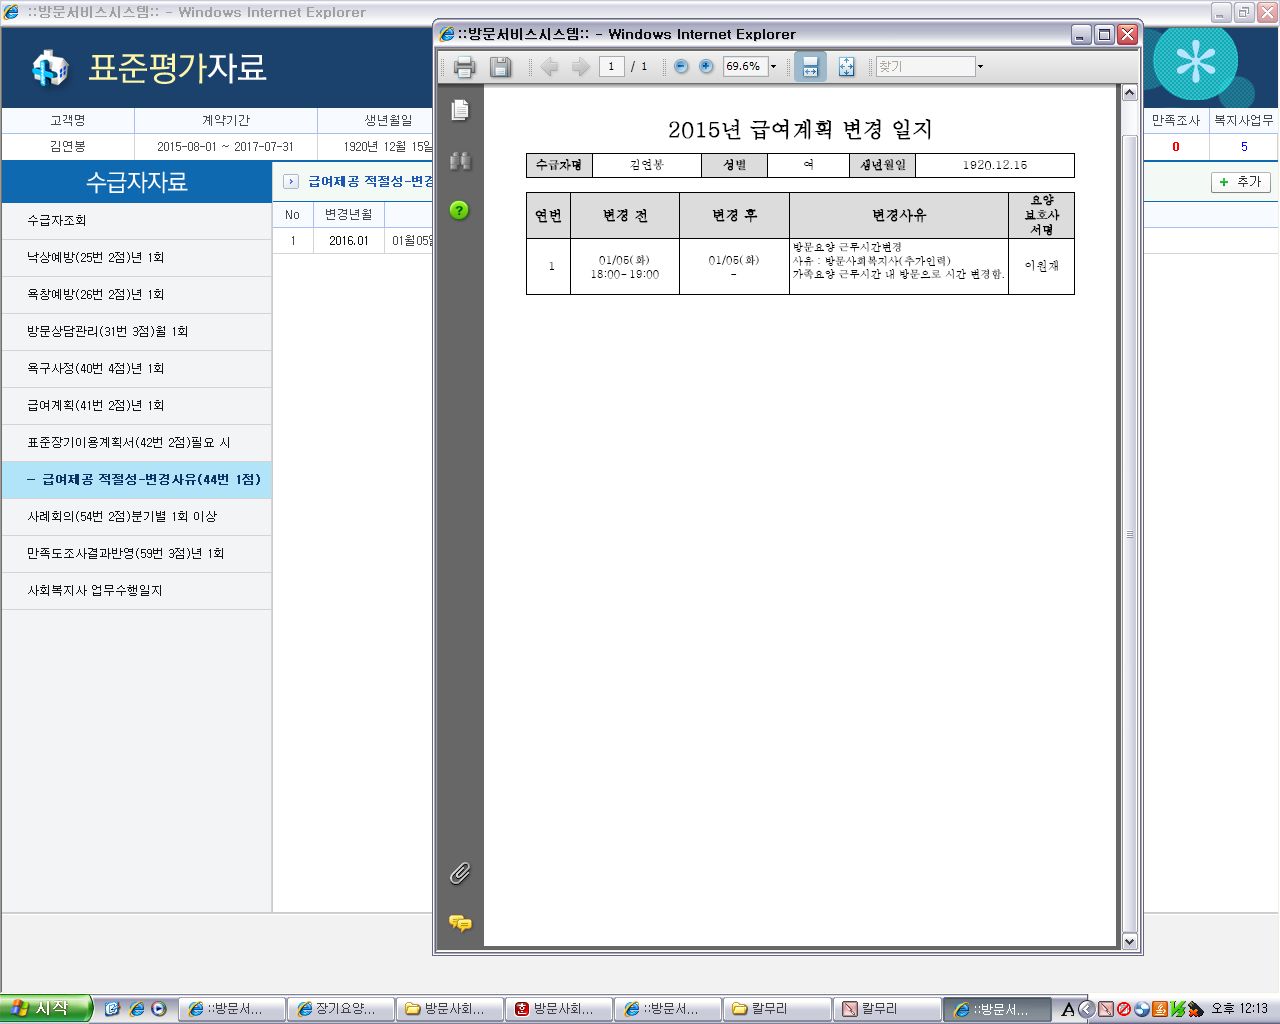 ::방문서비스시스템:: - Windows Internet Explorer
표준평가자료
고객명 계약기간 생년월일
김연봉 2015-08-01 ~ 2017-07-31 1920년 12월 15일
만족조사 복지사업무
0 5
수급자자료
수급자조회
낙상예방(25번 2점)년 1회
욕창예방(26번 2점)년 1회
방문상담관리(31번 3점)월 1회
욕구사정(40번 4점)년 1회
급여계획(41번 2점)년 1회
표준장기이용계획서(42번 2점)필요 시
- 급여제공 적절성-변경사유(44번 1점)
사례회의(54번 2점)분기별 1회 이상
만족도조사결과반영(59번 3점)년 1회
사회복지사 업무수행일지
급여제공 적절성-변경
+ 추가
No 변경년월
1 2016.01 01월05일
::방문서비스시스템:: - Windows Internet Explorer
1 / 1 69.6% 찾기
2015년 급여계획 변경 일지
수급자명 김연봉 성별 여 생년월일 1920.12.15
연번 변경 전 변경 후 변경사유 요양
보호사
서명
1
01/05(화)
18:00- 19:00
01/05(화)
-
방문요양 근무시간변경
사유 : 방문사회복지사(추가인력)
가족요양 근무시간 내 방문으로 시간 변경함.
이원재
시작 ::방문서... 장기요양... 방문사회... 방문사회... ::방문서... 칼무리 칼무리 ::방문서... A 오후 12:13